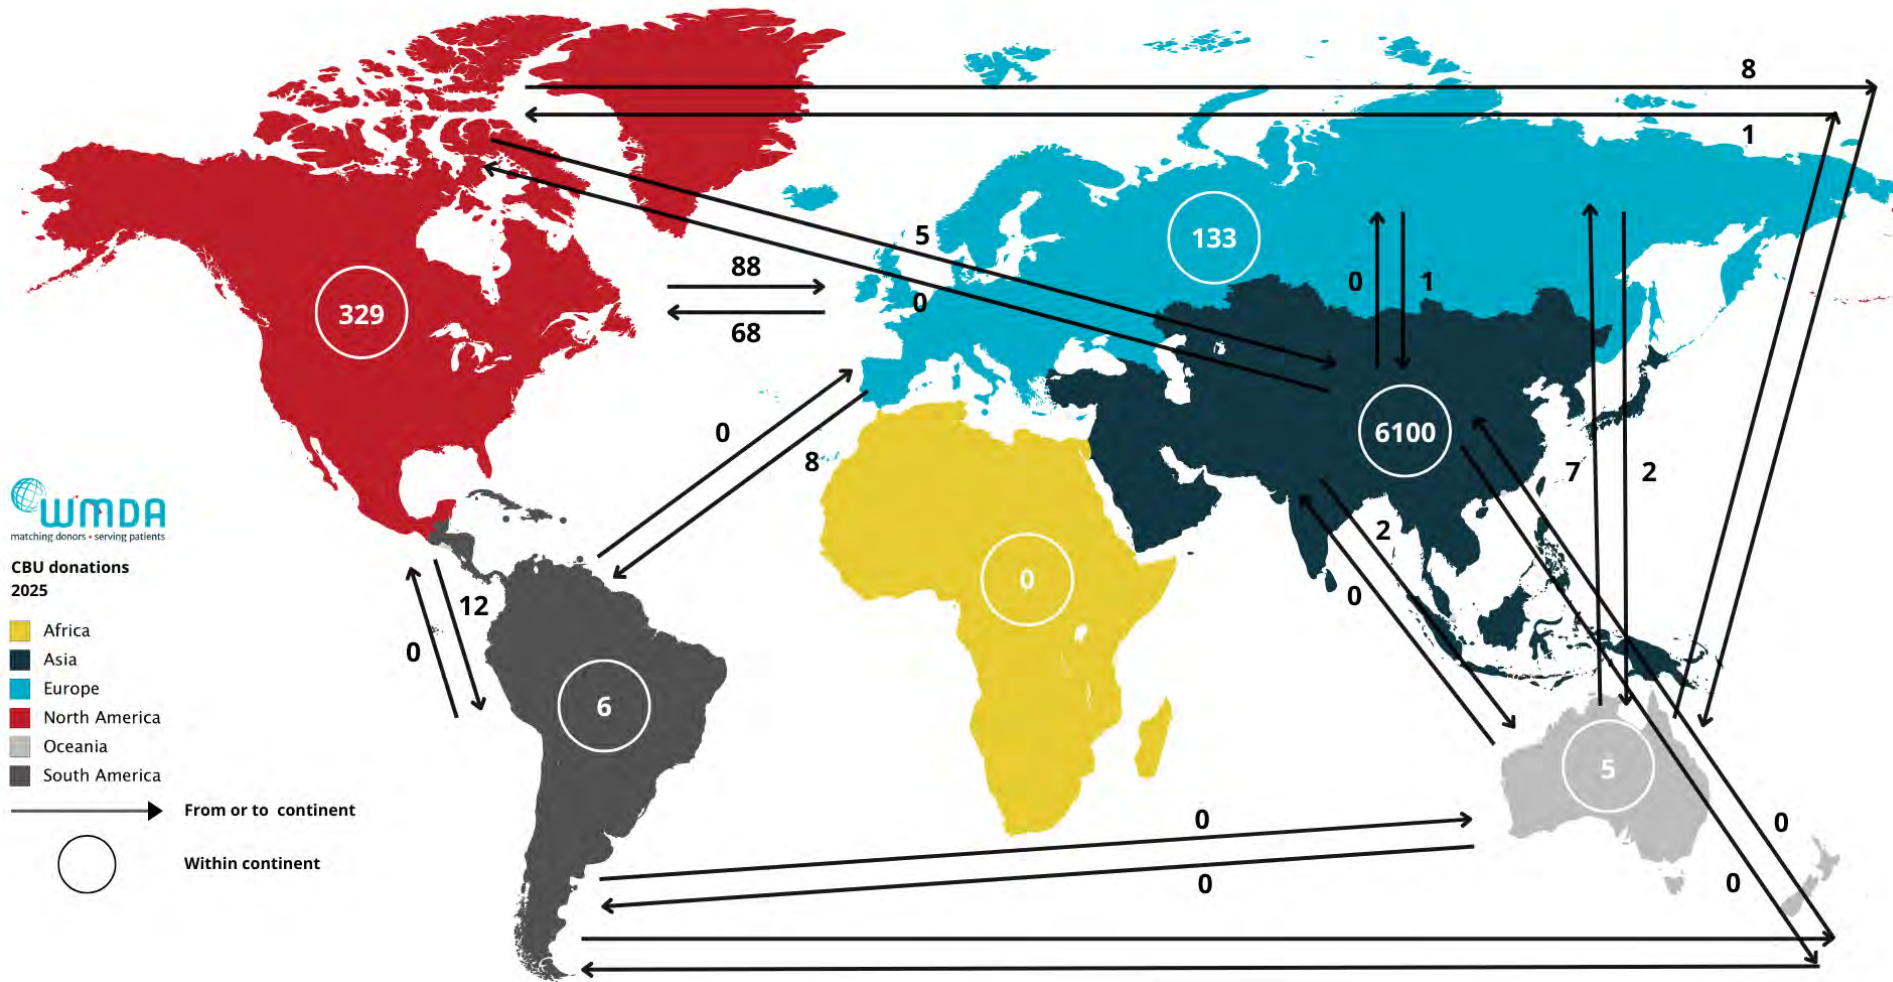 8
1
5
0
88
68
329
133
0
1
6100
0
8
7
2
2
0
WMDA
matching donors • serving patients
CBU donations
2025
Africa
Asia
Europe
North America
Oceania
South America
From or to continent
Within continent
12
0
6
0
5
0
0
0
0